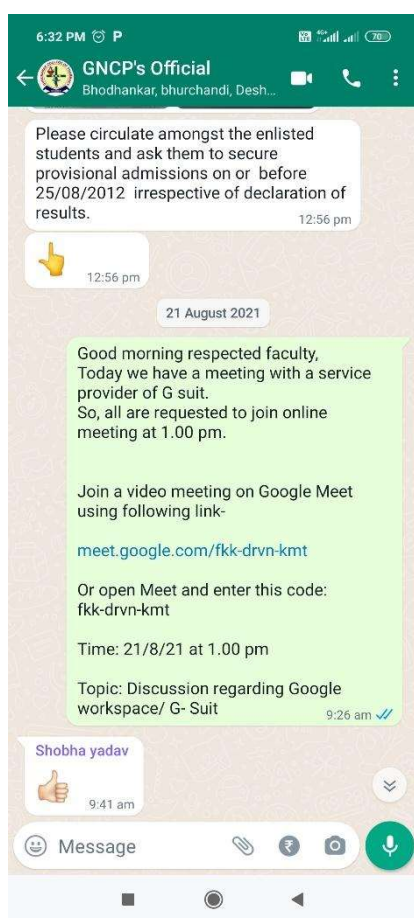 6:32 PM P 4G+ 70
GNCP's Official
Bhodhankar, bhurchandi, Desh...
Please circulate amongst the enlisted
students and ask them to secure
provisional admissions on or before
25/08/2012 irrespective of declaration of
results.
12:56 pm
12:56 pm
21 August 2021
Good morning respected faculty,
Today we have a meeting with a service
provider of G suit.
So, all are requested to join online
meeting at 1.00 pm.
Join a video meeting on Google Meet
using following link-
meet.google.com/fkk-drvn-kmt
Or open Meet and enter this code:
fkk-drvn-kmt
Time: 21/8/21 at 1.00 pm
Topic: Discussion regarding Google
workspace/ G- Suit
9:26 am
Shobha yadav
9:41 am
Message
₹